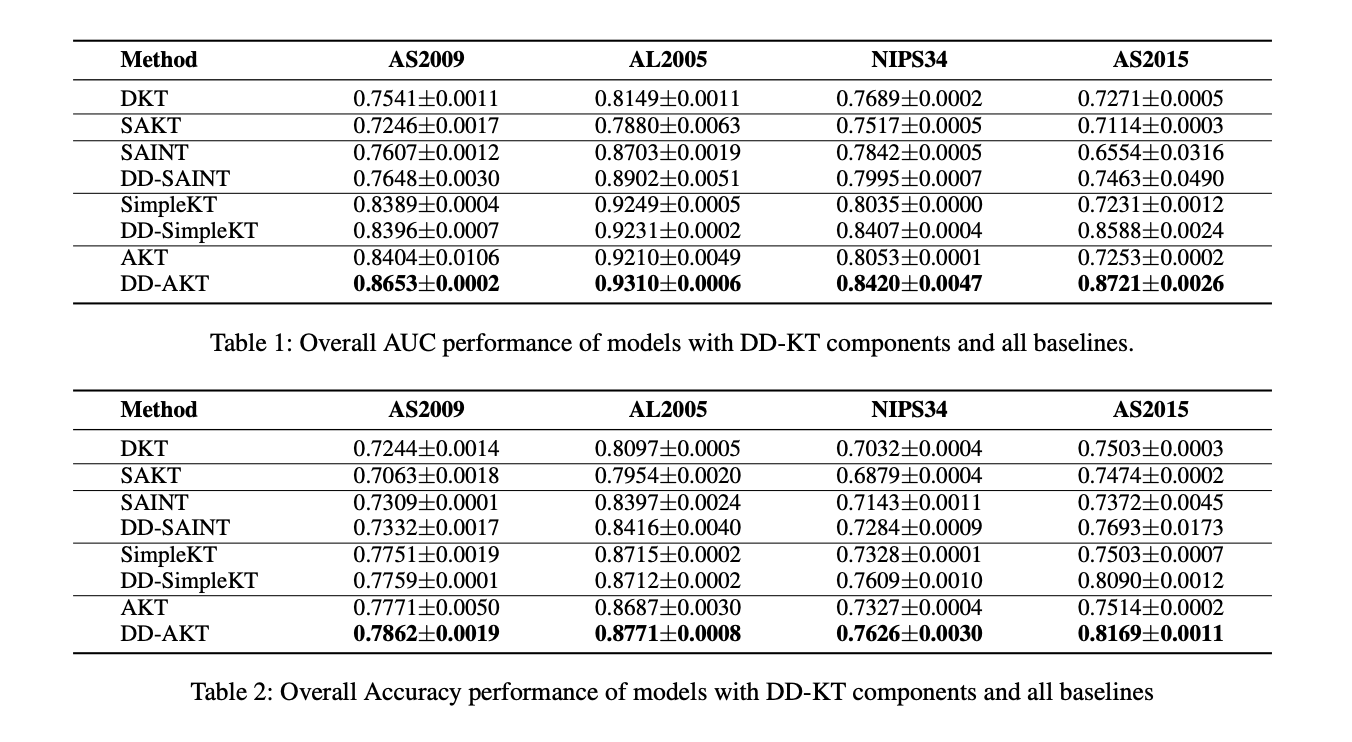 Method AS2009 AL2005 NIPS34 AS2015
DKT 0.7541±0.0011 0.8149±0.0011 0.7689±0.0002 0.7271±0.0005
SAKT 0.7246±0.0017 0.7880±0.0063 0.7517±0.0005 0.7114±0.0003
SAINT 0.7607±0.0012 0.8703±0.0019 0.7842±0.0005 0.6554±0.0316
DD-SAINT 0.7648±0.0030 0.8902±0.0051 0.7995±0.0007 0.7463±0.0490
SimpleKT 0.8389±0.0004 0.9249±0.0005 0.8035±0.0000 0.7231±0.0012
DD-SimpleKT 0.8396±0.0007 0.9231±0.0002 0.8407±0.0004 0.8588±0.0024
AKT 0.8404±0.0106 0.9210±0.0049 0.8053±0.0001 0.7253±0.0002
DD-AKT 0.8653±0.0002 0.9310±0.0006 0.8420±0.0047 0.8721±0.0026
Table 1: Overall AUC performance of models with DD-KT components and all baselines.
Method AS2009 AL2005 NIPS34 AS2015
DKT 0.7244±0.0014 0.8097±0.0005 0.7032±0.0004 0.7503±0.0003
SAKT 0.7063±0.0018 0.7954±0.0020 0.6879±0.0004 0.7474±0.0002
SAINT 0.7309±0.0001 0.8397±0.0024 0.7143±0.0011 0.7372±0.0045
DD-SAINT 0.7332±0.0017 0.8416±0.0040 0.7284±0.0009 0.7693±0.0173
SimpleKT 0.7751±0.0019 0.8715±0.0002 0.7328±0.0001 0.7503±0.0007
DD-SimpleKT 0.7759±0.0001 0.8712±0.0002 0.7609±0.0010 0.8090±0.0012
AKT 0.7771±0.0050 0.8687±0.0030 0.7327±0.0004 0.7514±0.0002
DD-AKT 0.7862±0.0019 0.8771±0.0008 0.7626±0.0030 0.8169±0.0011
Table 2: Overall Accuracy performance of models with DD-KT components and all baselines